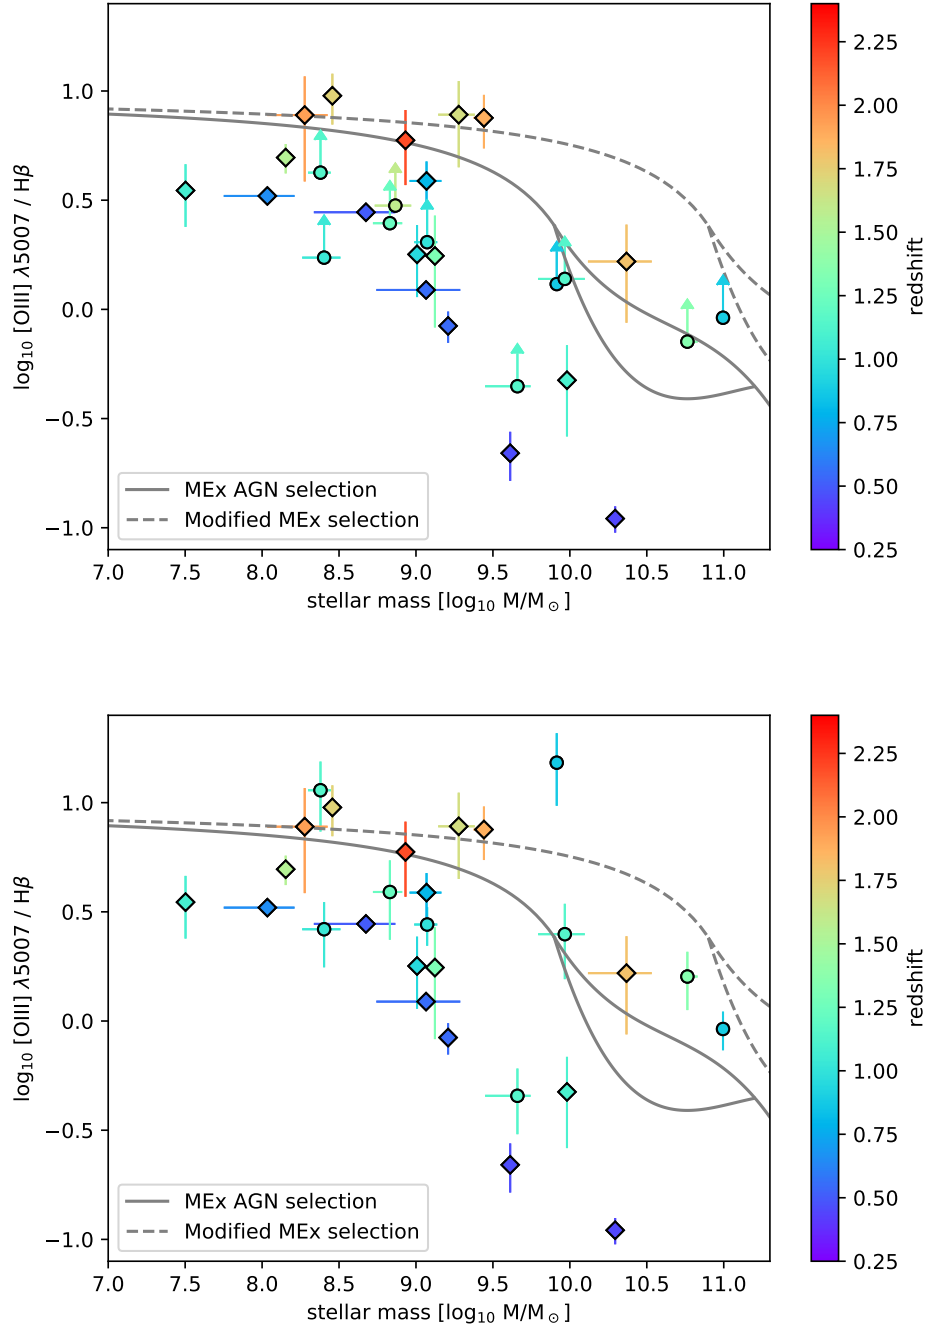 1.0
0.5
0.0
−0.5
−1.0
log₁₀ [OIII] λ5007 / Hβ
MEx AGN selection
Modified MEx selection
7.0 7.5 8.0 8.5 9.0 9.5 10.0 10.5 11.0
stellar mass [log₁₀ M/M⊙]
2.25
2.00
1.75
1.50
1.25
1.00
0.75
0.50
0.25
redshift
1.0
0.5
0.0
−0.5
−1.0
log₁₀ [OIII] λ5007 / Hβ
MEx AGN selection
Modified MEx selection
7.0 7.5 8.0 8.5 9.0 9.5 10.0 10.5 11.0
stellar mass [log₁₀ M/M⊙]
2.25
2.00
1.75
1.50
1.25
1.00
0.75
0.50
0.25
redshift